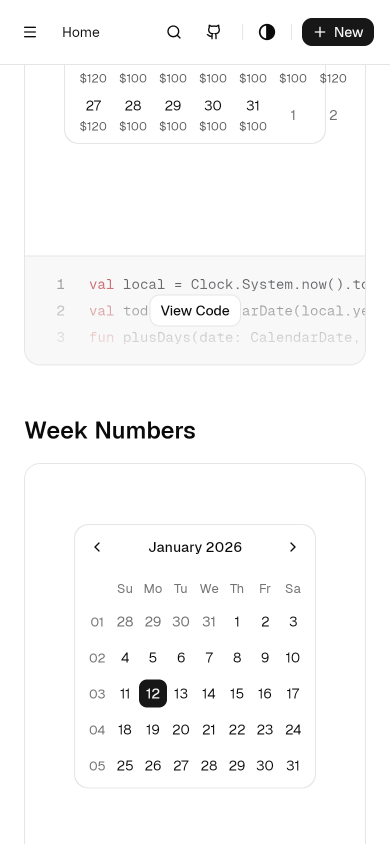 Home
New
$120 $100 $100 $100 $100 $100 $120
27 28 29 30 31 1 2
$120 $100 $100 $100 $100
1 val local = Clock.System.now().to
2 val tod View Code arDate(local.ye
3 fun plusDays(date: CalendarDate,
Week Numbers
January 2026
Su Mo Tu We Th Fr Sa
01 28 29 30 31 1 2 3
02 4 5 6 7 8 9 10
03 11 12 13 14 15 16 17
04 18 19 20 21 22 23 24
05 25 26 27 28 29 30 31